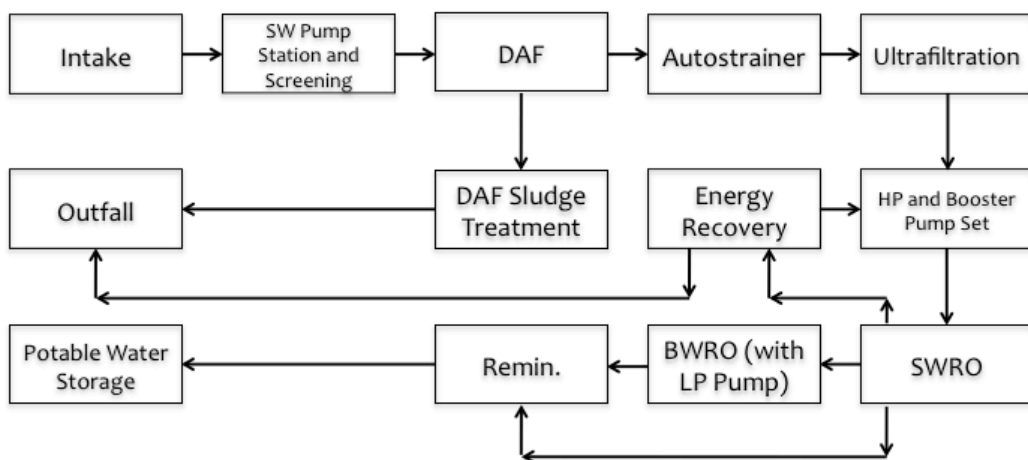 Intake
SW Pump
Station and
Screening
DAF
Autostrainer
Ultrafiltration
Outfall
DAF Sludge
Treatment
Energy
Recovery
HP and Booster
Pump Set
Potable Water
Storage
Remin.
BWRO (with
LP Pump)
SWRO